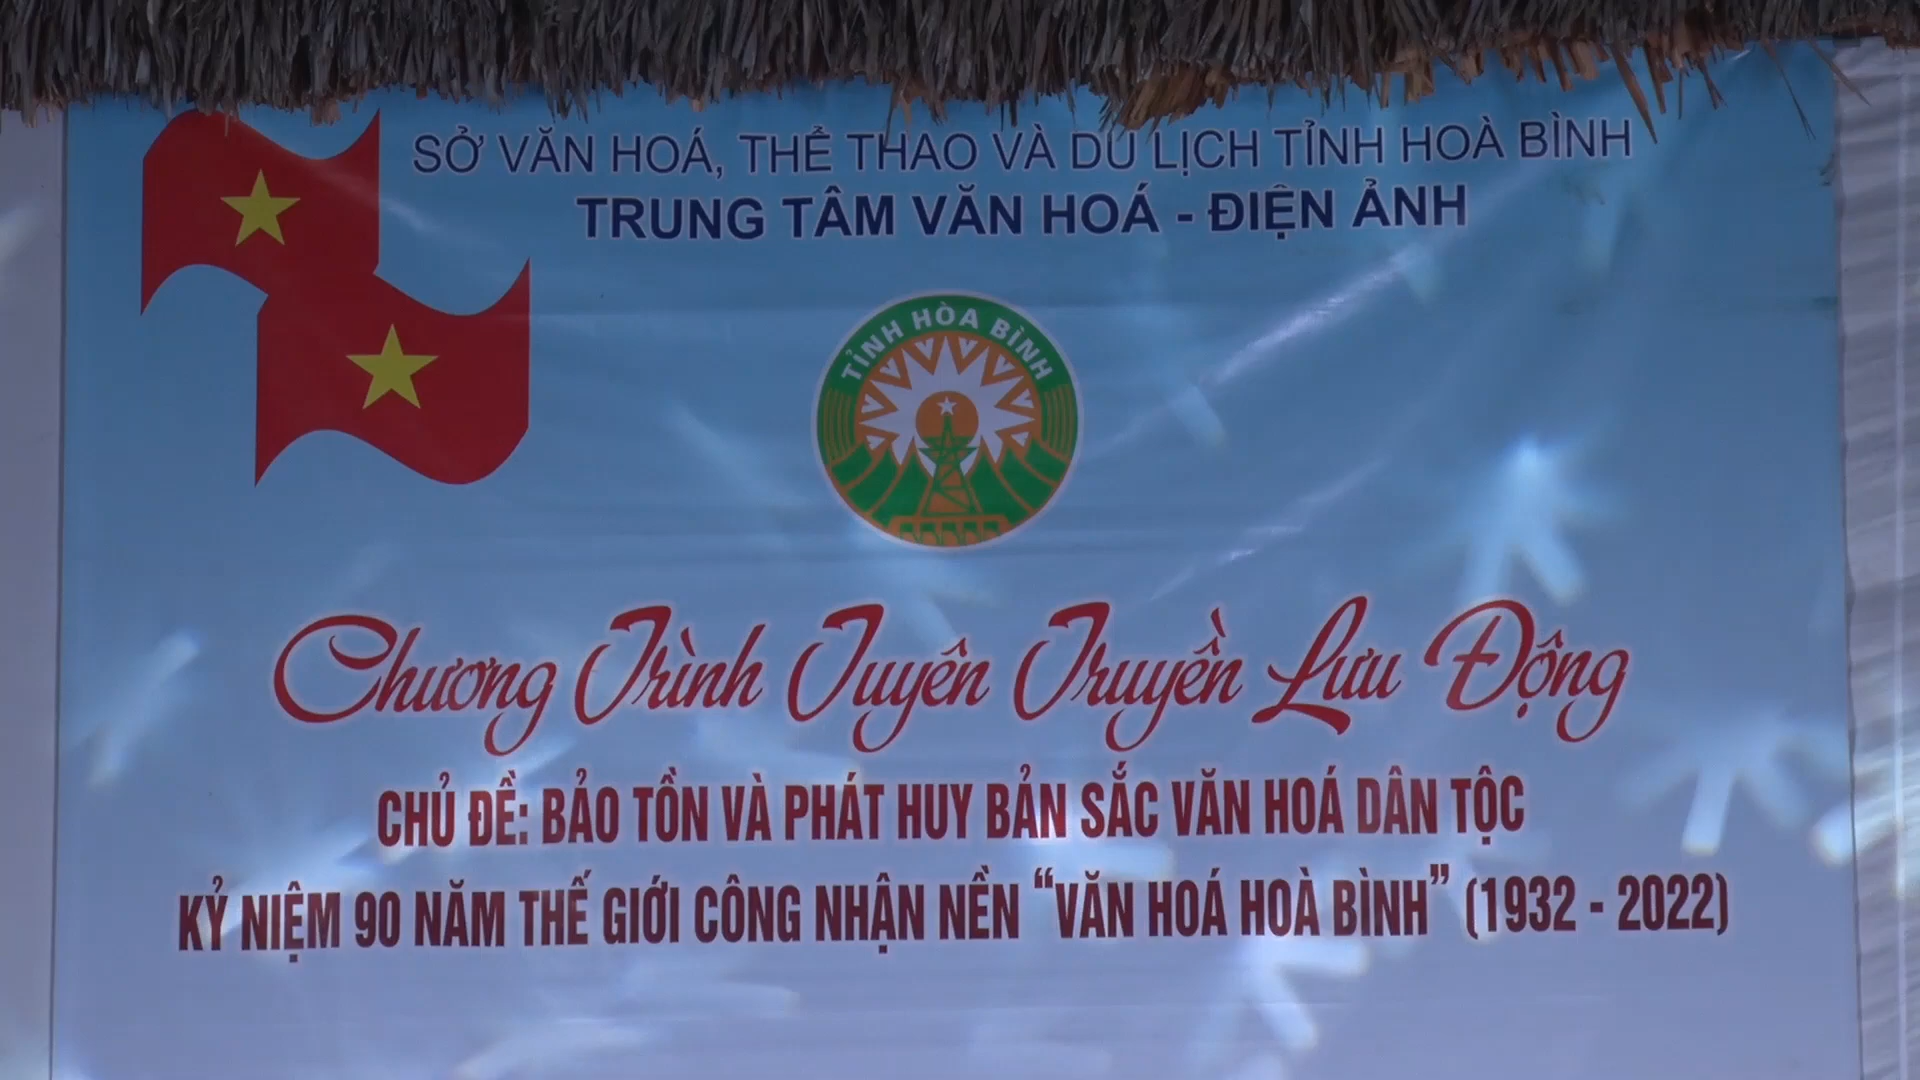 SỞ VĂN HOÁ, THỂ THAO VÀ DU LỊCH TỈNH HOÀ BÌNH
TRUNG TÂM VĂN HOÁ - ĐIỆN ẢNH
TỈNH HÒA BÌNH
Chương Trình Tuyên Truyền Lưu Động
CHỦ ĐỀ: BẢO TỒN VÀ PHÁT HUY BẢN SẮC VĂN HOÁ DÂN TỘC
KỶ NIỆM 90 NĂM THẾ GIỚI CÔNG NHẬN NỀN “VĂN HOÁ HOÀ BÌNH” (1932 - 2022)